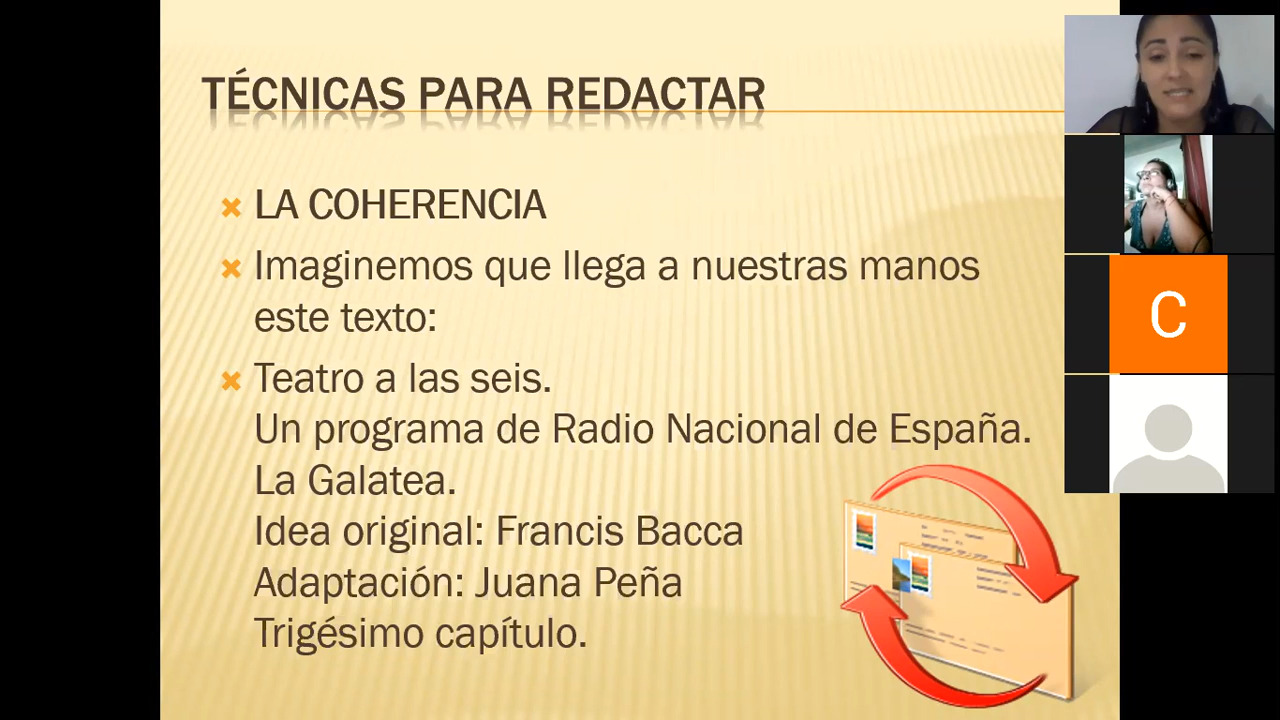 TÉCNICAS PARA REDACTAR
LA COHERENCIA
Imaginemos que llega a nuestras manos
este texto:
Teatro a las seis.
Un programa de Radio Nacional de España.
La Galatea.
Idea original: Francis Bacca
Adaptación: Juana Peña
Trigésimo capítulo.
C